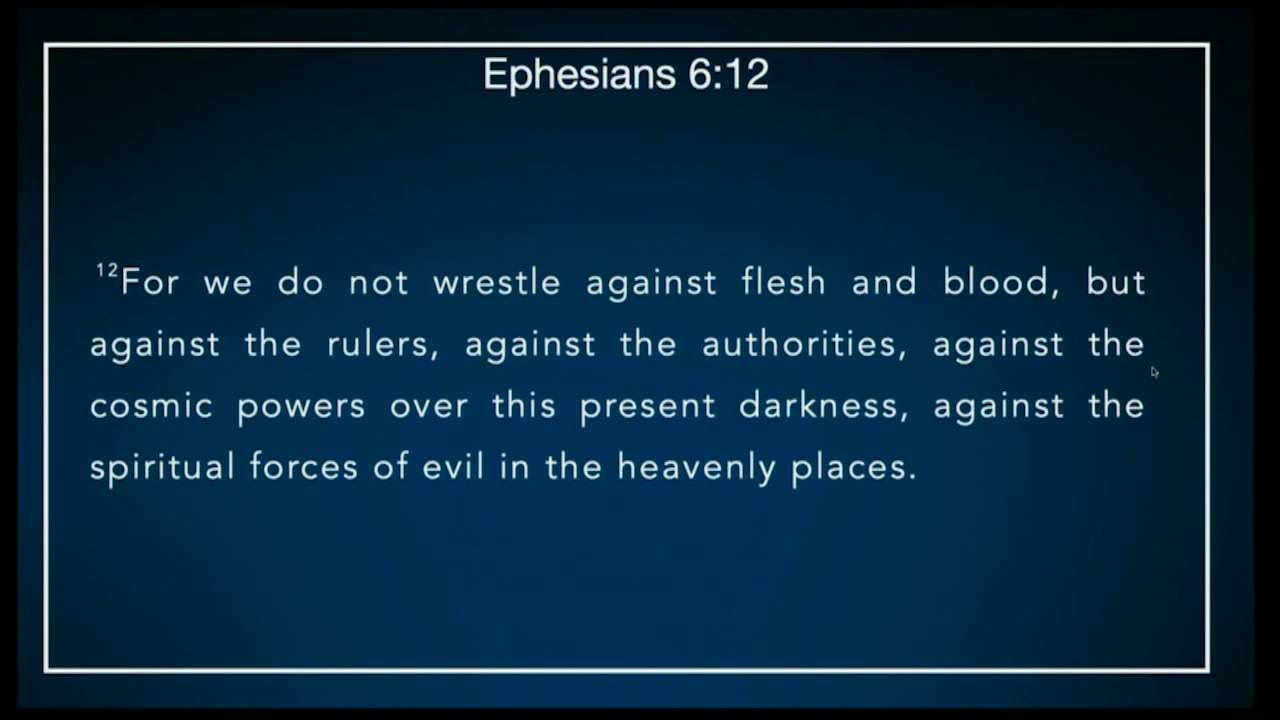 Ephesians 6:12
12For we do not wrestle against flesh and blood, but
against the rulers, against the authorities, against the
cosmic powers over this present darkness, against the
spiritual forces of evil in the heavenly places.